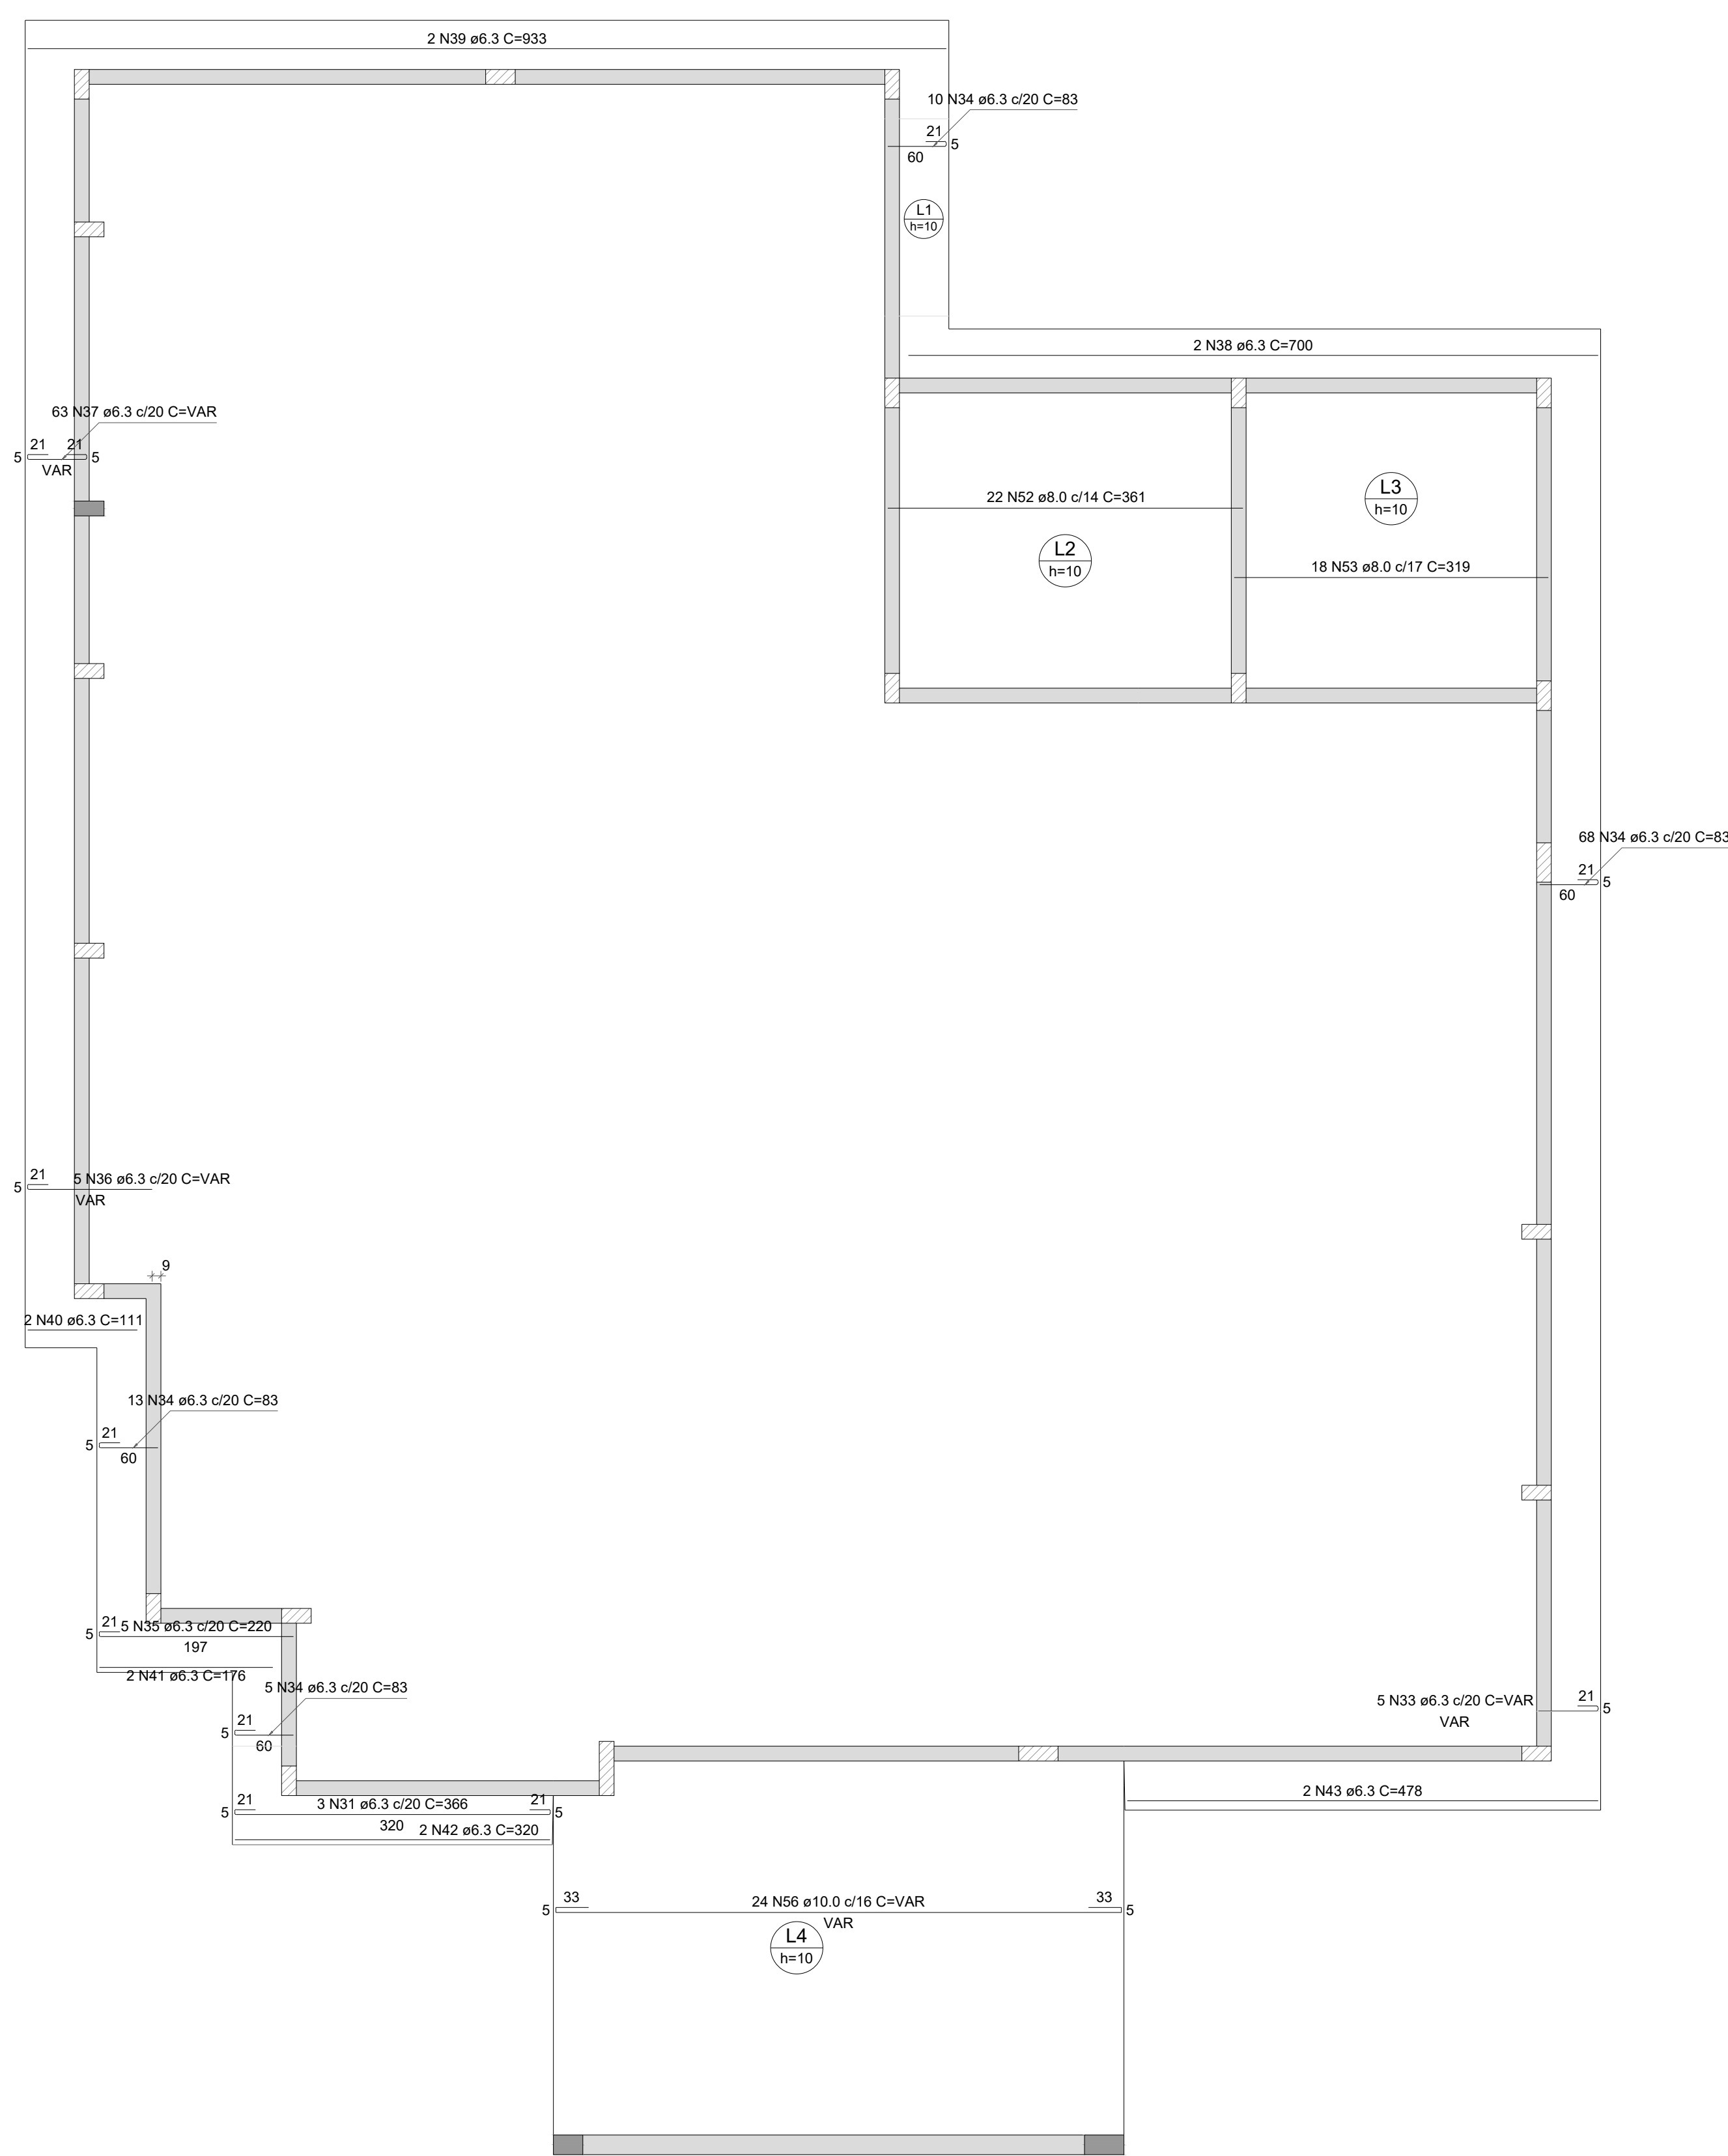 2 N39 ø6.3 C=933
10 N34 ø6.3 c/20 C=83
21
5
60
L1
h=10
2 N38 ø6.3 C=700
63 N37 ø6.3 c/20 C=VAR
5
21
21
5
VAR
22 N52 ø8.0 c/14 C=361
L3
h=10
L2
h=10
18 N53 ø8.0 c/17 C=319
68 N34 ø6.3 c/20 C=83
21
5
60
21
5
5 N36 ø6.3 c/20 C=VAR
VAR
9
2 N40 ø6.3 C=111
13 N34 ø6.3 c/20 C=83
21
5
60
21
5
5 N35 ø6.3 c/20 C=220
197
2 N41 ø6.3 C=176
5 N34 ø6.3 c/20 C=83
21
5
60
5 N33 ø6.3 c/20 C=VAR
VAR
21
5
2 N43 ø6.3 C=478
21
5
3 N31 ø6.3 c/20 C=366
21
5
320
2 N42 ø6.3 C=320
5
33
24 N56 ø10.0 c/16 C=VAR
33
5
VAR
L4
h=10